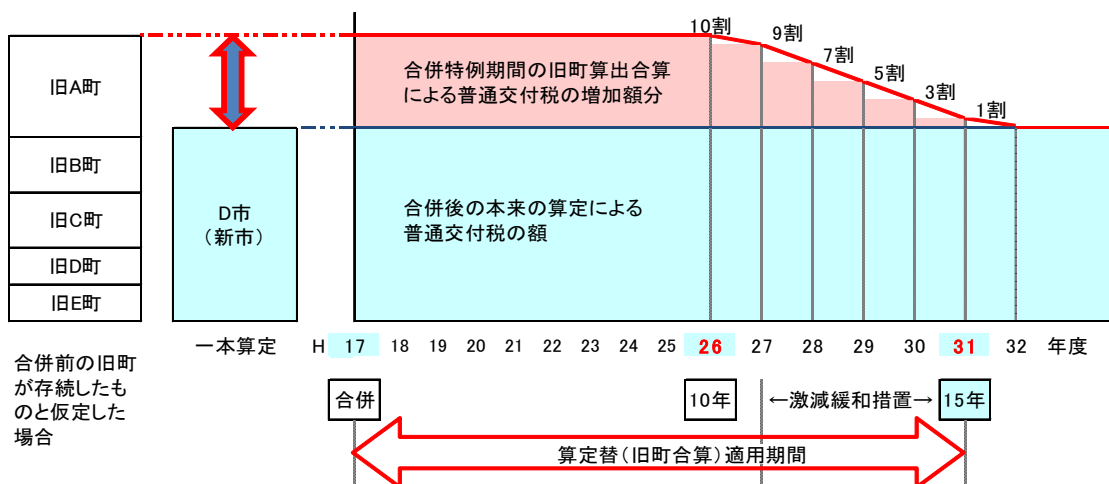 旧A町
旧B町
旧C町
旧D町
旧E町
合併前の旧町
が存続したも
のと仮定した
場合
D市
（新市）
一本算定
合併特例期間の旧町算出合算
による普通交付税の増加額分
合併後の本来の算定による
普通交付税の額
10割
9割
7割
5割
3割
1割
H 17 18 19 20 21 22 23 24 25 26 27 28 29 30 31 32 年度
合併
10年
←激減緩和措置→
15年
算定替（旧町合算）適用期間